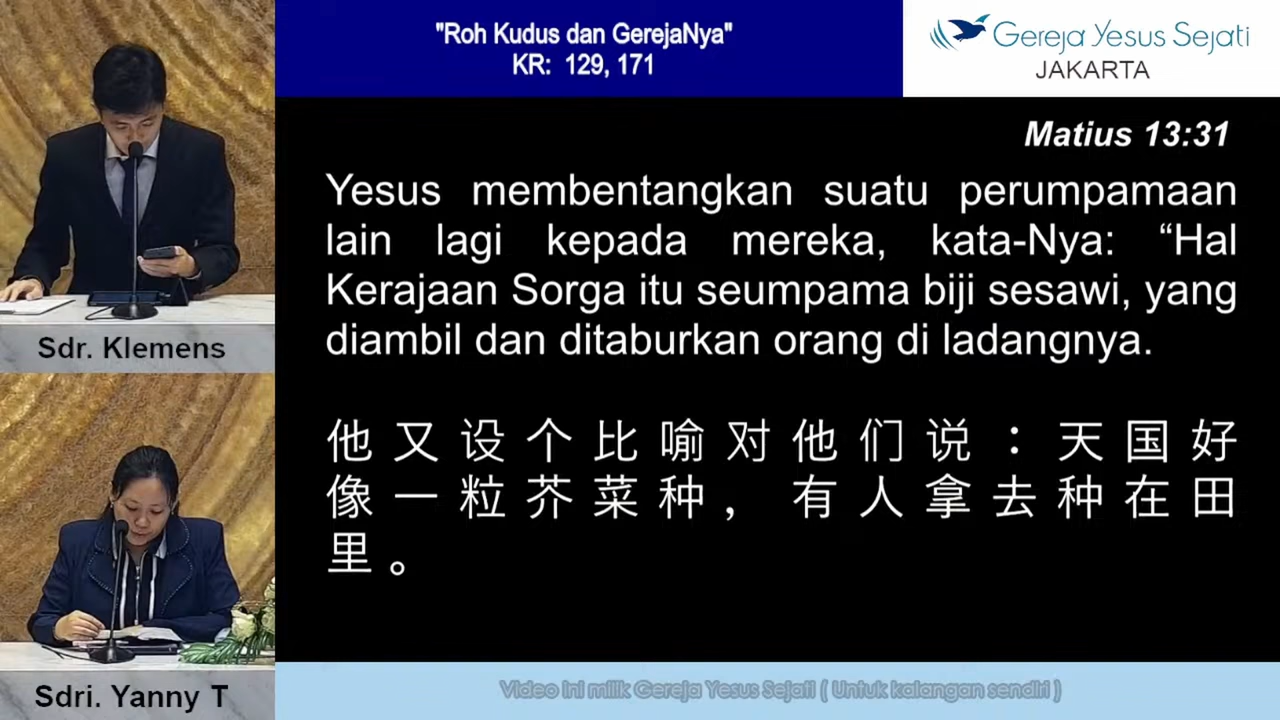 "Roh Kudus dan GerejaNya"
KR: 129, 171
Gereja Yesus Sejati
JAKARTA
Matius 13:31
Yesus membentangkan suatu perumpamaan
lain lagi kepada mereka, kata-Nya: “Hal
Kerajaan Sorga itu seumpama biji sesawi, yang
diambil dan ditaburkan orang di ladangnya.
他又设个比喻对他们说：天国好
像一粒芥菜种，有人拿去种在田
里。
Sdr. Klemens
Sdri. Yanny T
Video ini milik Gereja Yesus Sejati ( Untuk kalangan sendiri )